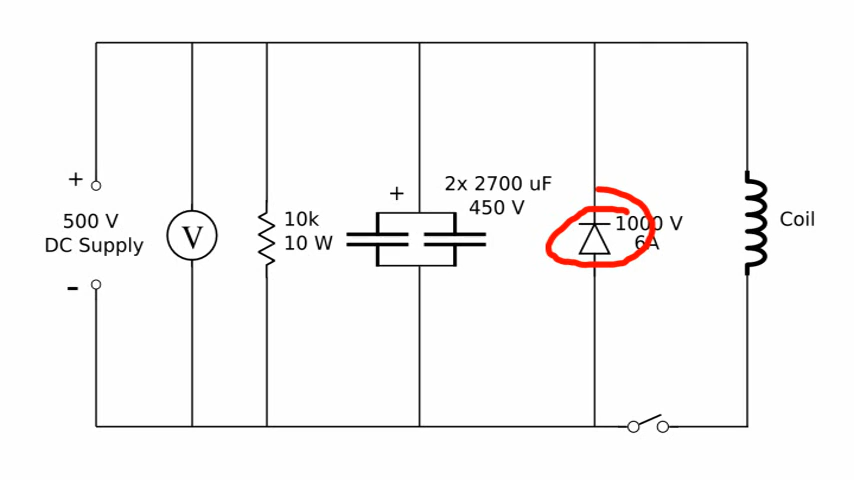 +
500 V
DC Supply
-
V
10k
10 W
+
2x 2700 uF
450 V
1000 V
6A
Coil